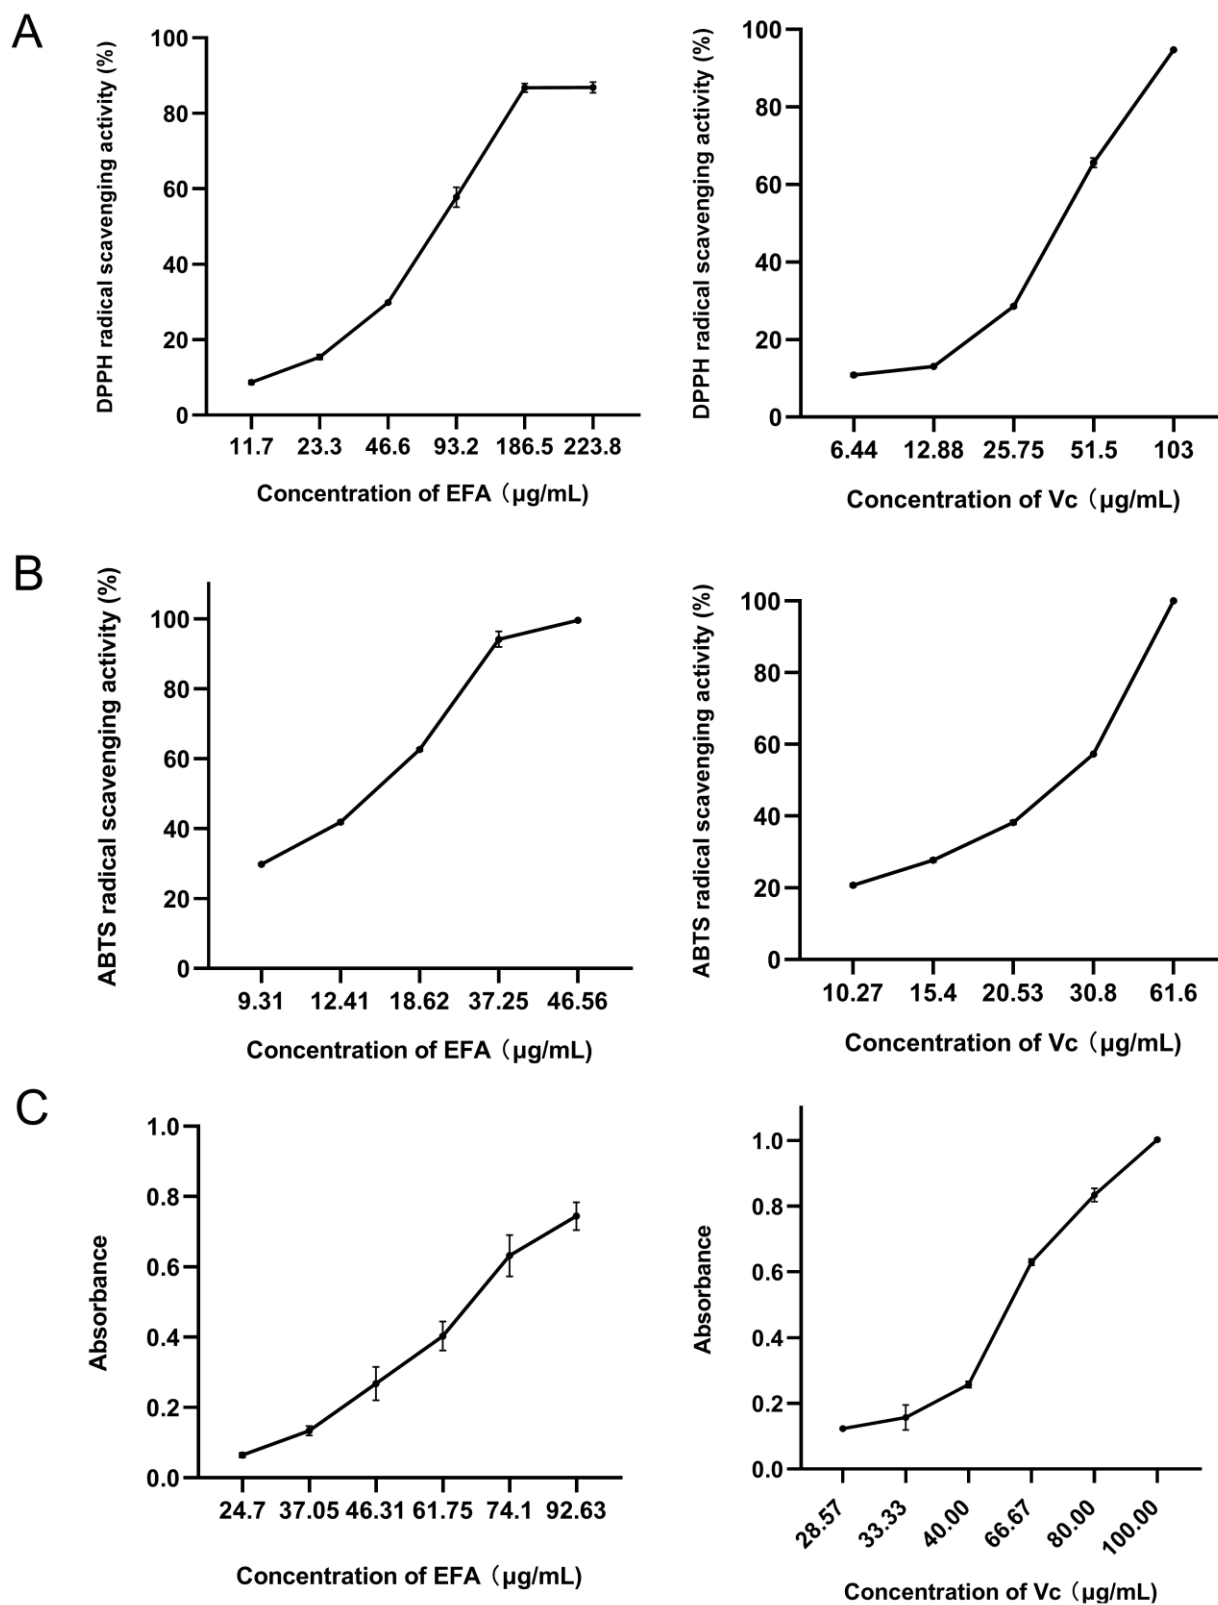 A
DPPH radical scavenging activity (%)
100
80
60
40
20
0
11.7 23.3 46.6 93.2 186.5 223.8
Concentration of EFA（µg/mL)
DPPH radical scavenging activity (%)
100
80
60
40
20
0
6.44 12.88 25.75 51.5 103
Concentration of Vc（µg/mL)
B
ABTS radical scavenging activity (%)
100
80
60
40
20
0
9.31 12.41 18.62 37.25 46.56
Concentration of EFA（µg/mL)
ABTS radical scavenging activity (%)
100
80
60
40
20
0
10.27 15.4 20.53 30.8 61.6
Concentration of Vc（µg/mL)
C
Absorbance
1.0
0.8
0.6
0.4
0.2
0.0
24.7 37.05 46.31 61.75 74.1 92.63
Concentration of EFA（µg/mL)
Absorbance
1.0
0.8
0.6
0.4
0.2
0.0
28.57 33.33 40.00 66.67 80.00 100.00
Concentration of Vc（µg/mL)